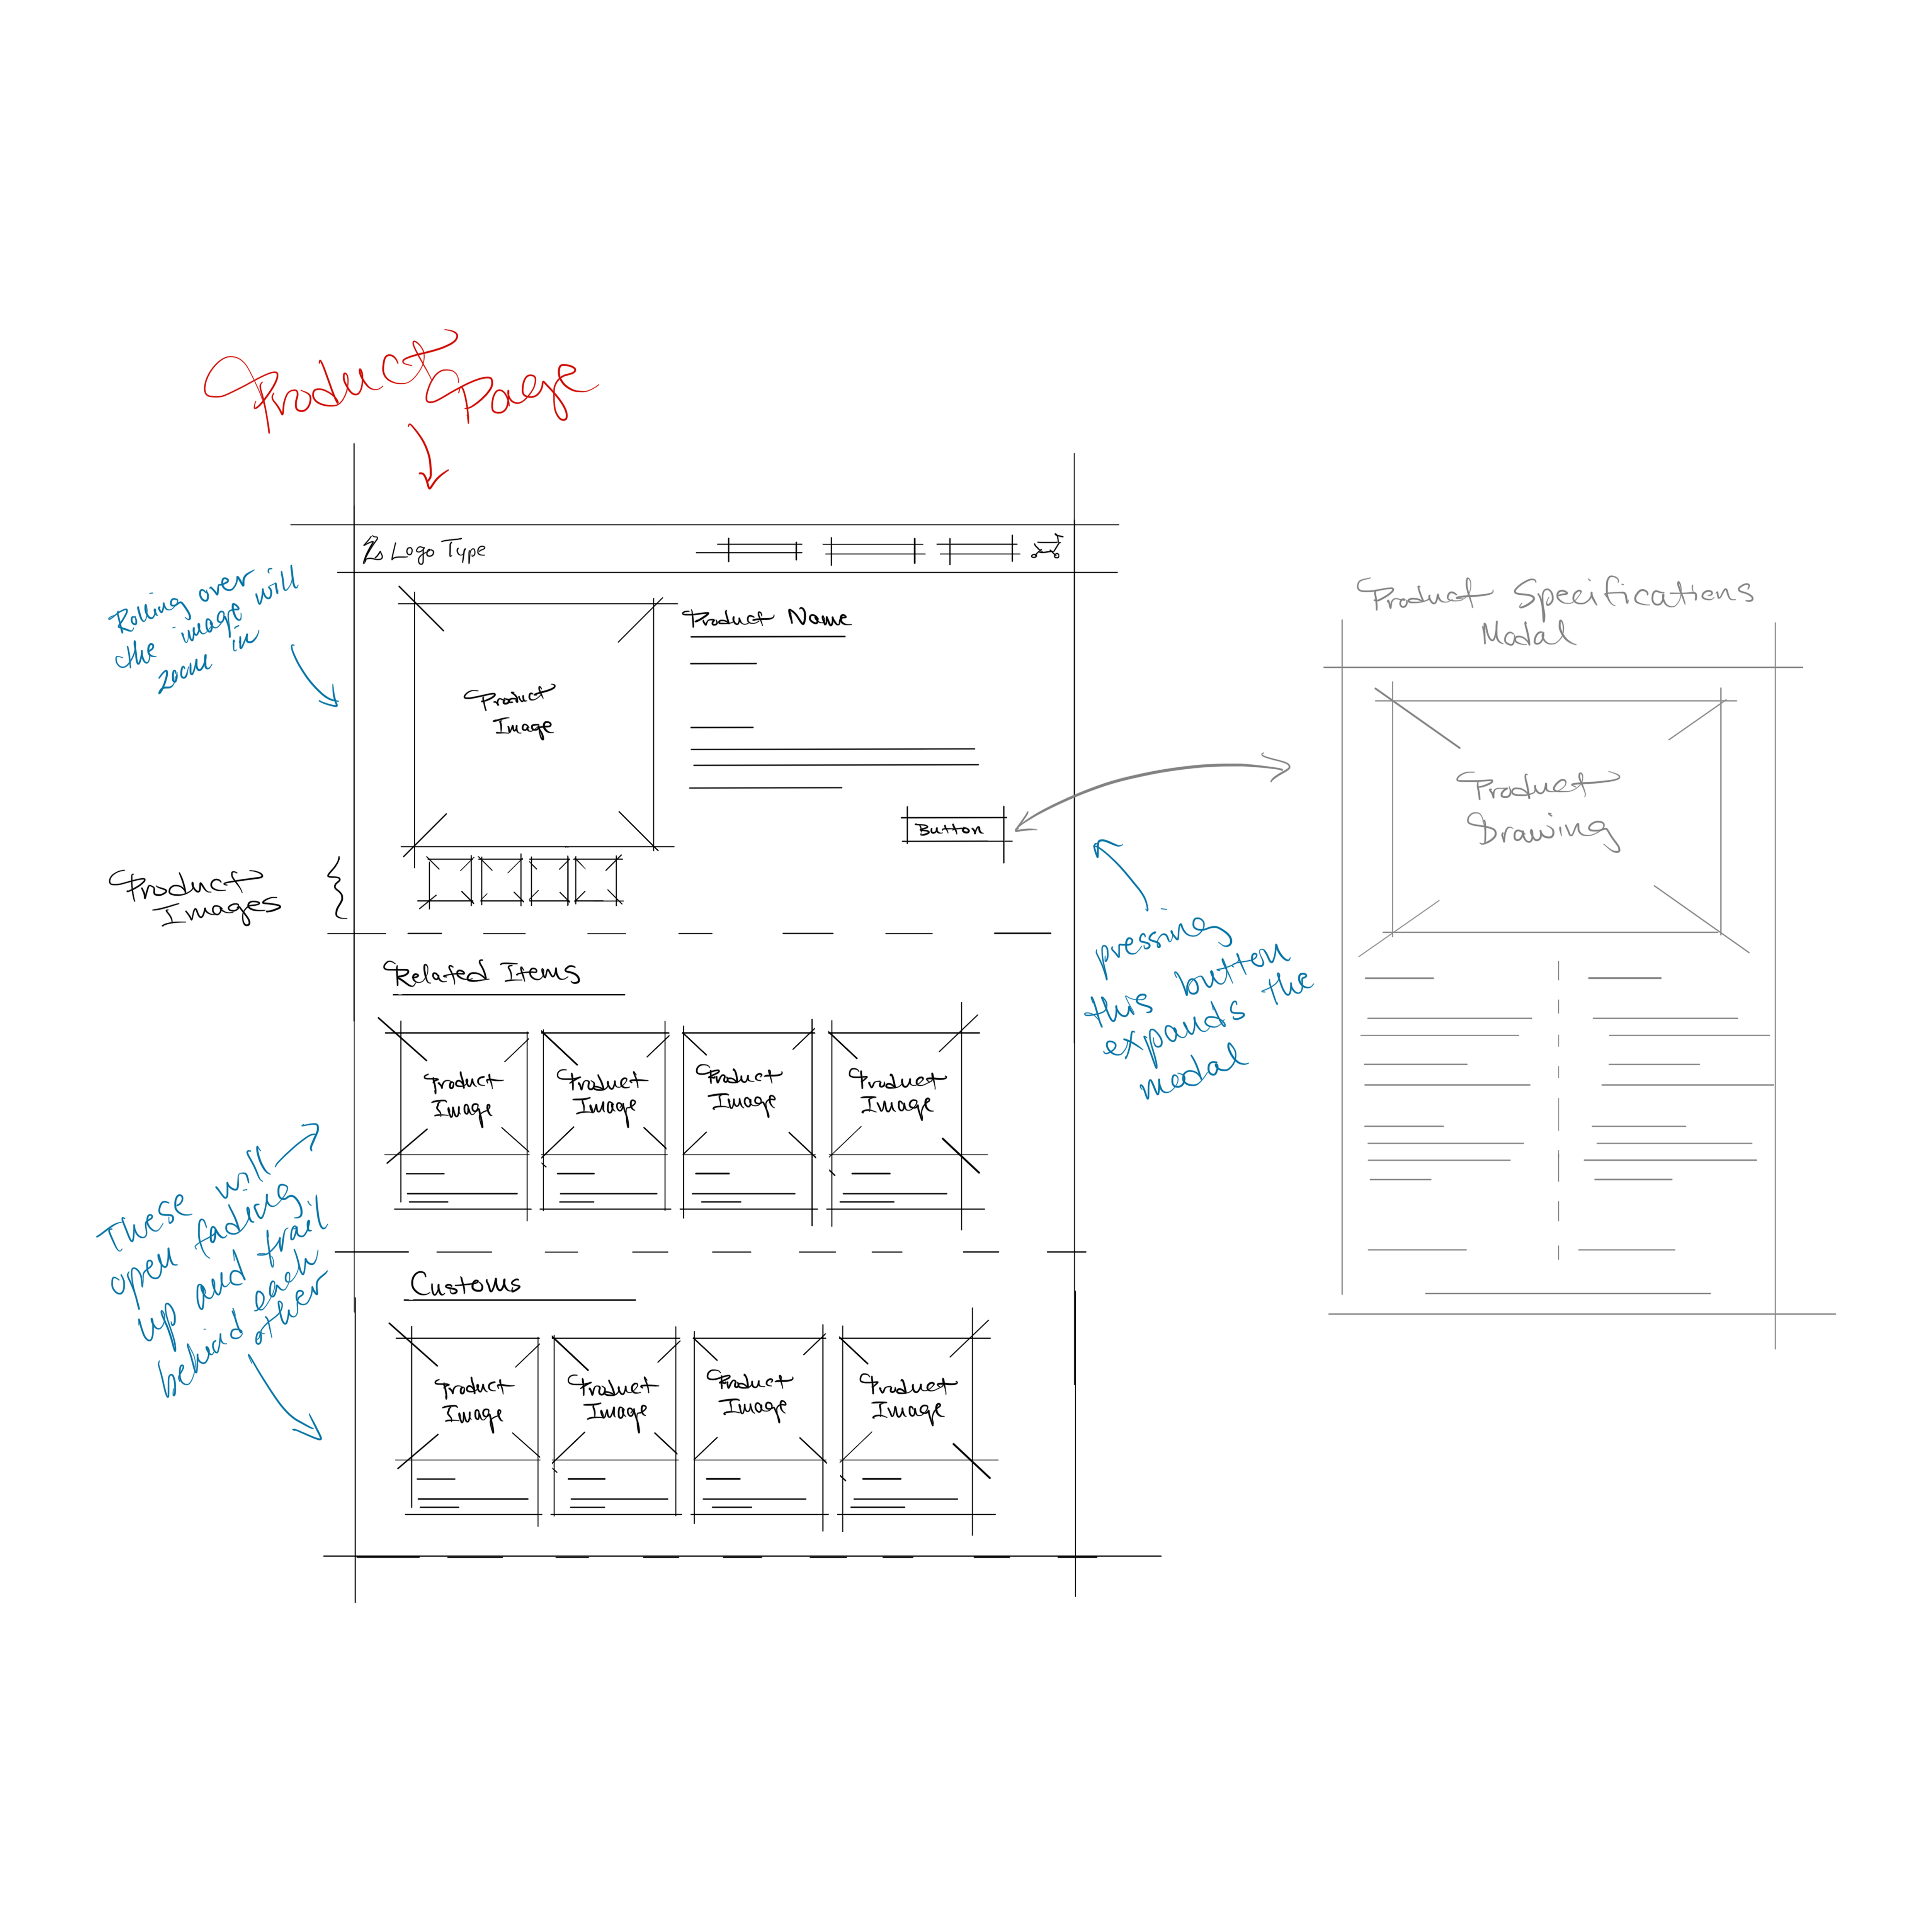 Product
Page
Logo Type
Rolling over
the image will
zoom in
Product Name
Product
Image
Button
Product
Images
Related Items
Product
Image
Product
Image
Product
Image
Product
Image
pressing
this button
expands the
modal
These will
open fading
up and trail
behind each
other
Customs
Product
Image
Product
Image
Product
Image
Product
Image
Product Specifications
Modal
Product
Drawing